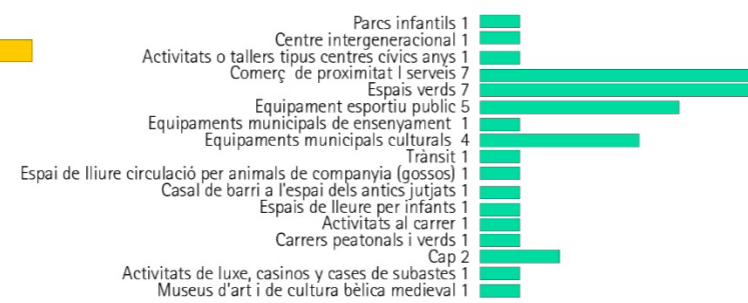 Parcs infantils 1
Centre intergeneracional 1
Activitats o tallers tipus centres cívics anys 1
Comerç de proximitat I serveis 7
Espais verds 7
Equipament esportiu public 5
Equipaments municipals de ensenyament 1
Equipaments municipals culturals 4
Trànsit 1
Espai de lliure circulació per animals de companyia (gossos) 1
Casal de barri a l'espai dels antics jutjats 1
Espais de lleure per infants 1
Activitats al carrer 1
Carrers peatonals i verds 1
Cap 2
Activitats de luxe, casinos y cases de subastes 1
Museus d'art i de cultura bèlica medieval 1